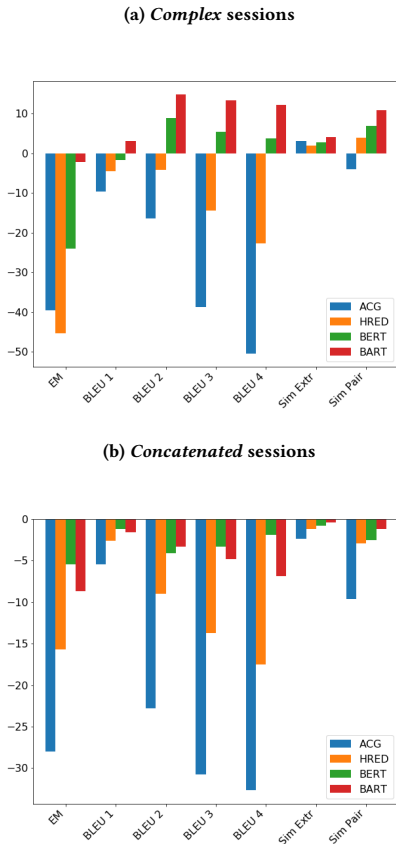 (a) Complex sessions
10
0
−10
−20
−30
−40
−50
ACG
HRED
BERT
BART
EM
BLEU 1
BLEU 2
BLEU 3
BLEU 4
Sim Extr
Sim Pair
(b) Concatenated sessions
0
−5
−10
−15
−20
−25
−30
ACG
HRED
BERT
BART
EM
BLEU 1
BLEU 2
BLEU 3
BLEU 4
Sim Extr
Sim Pair